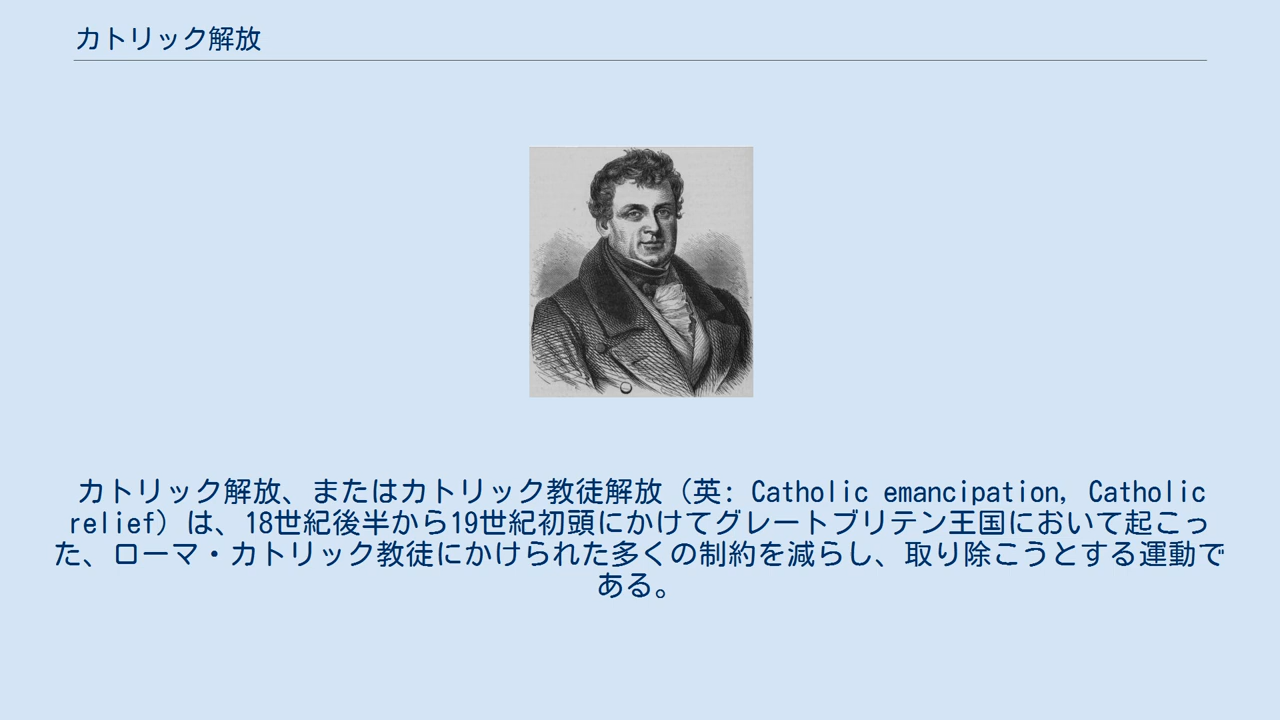 カトリック解放
カトリック解放、またはカトリック教徒解放（英: Catholic emancipation, Catholic
relief）は、18世紀後半から19世紀初頭にかけてグレートブリテン王国において起こっ
た、ローマ・カトリック教徒にかけられた多くの制約を減らし、取り除こうとする運動で
ある。